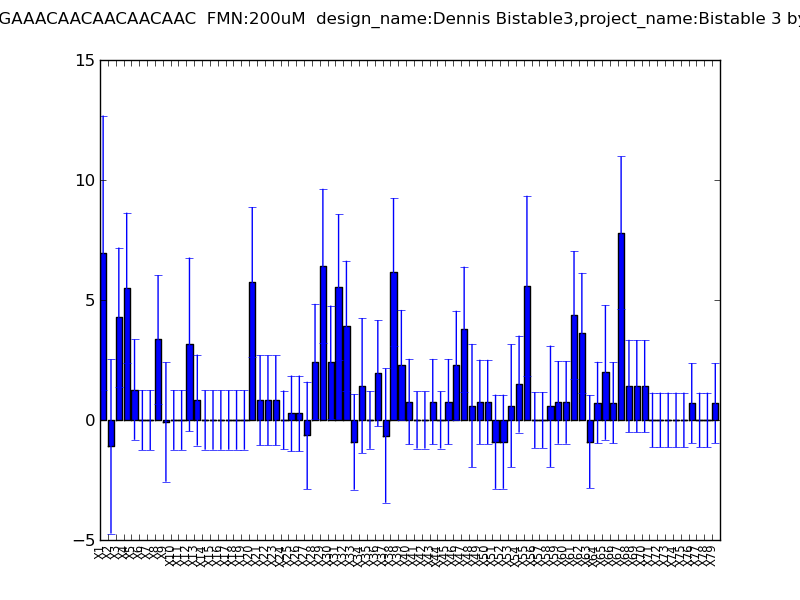 GAAACAACAACAACAAC  FMN:200uM  design_name:Dennis Bistable3,project_name:Bistable 3 by
15
10
5
0
−5
X1 X2 X3 X4 X5 X6 X7 X8 X9 X10 X11 X12 X13 X14 X15 X16 X17 X18 X19 X20 X21 X22 X23 X24 X25 X26 X27 X28 X29 X30 X31 X32 X33 X34 X35 X36 X37 X38 X39 X40 X41 X42 X43 X44 X45 X46 X47 X48 X49 X50 X51 X52 X53 X54 X55 X56 X57 X58 X59 X60 X61 X62 X63 X64 X65 X66 X67 X68 X69 X70 X71 X72 X73 X74 X75 X76 X77 X78 X79